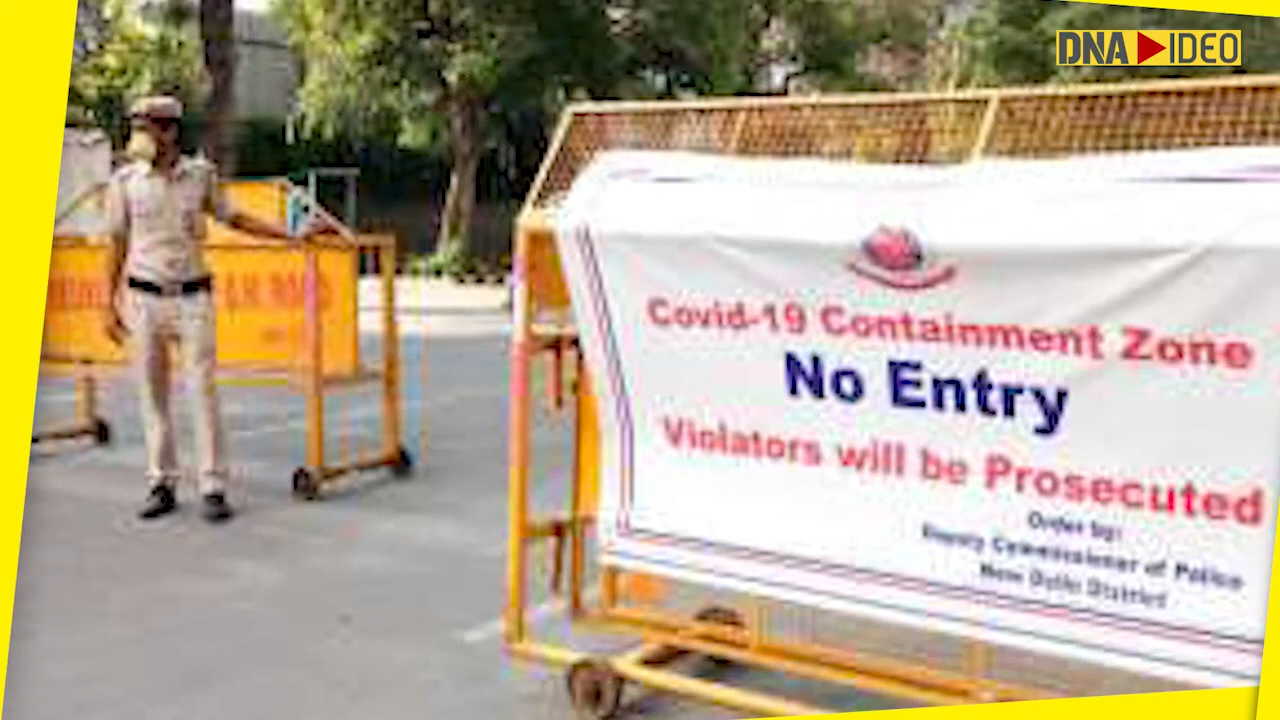 DNA IDEO
Covid-19 Containment Zone
No Entry
Violators will be Prosecuted
Order by:
Deputy Commissioner of Police
New Delhi District